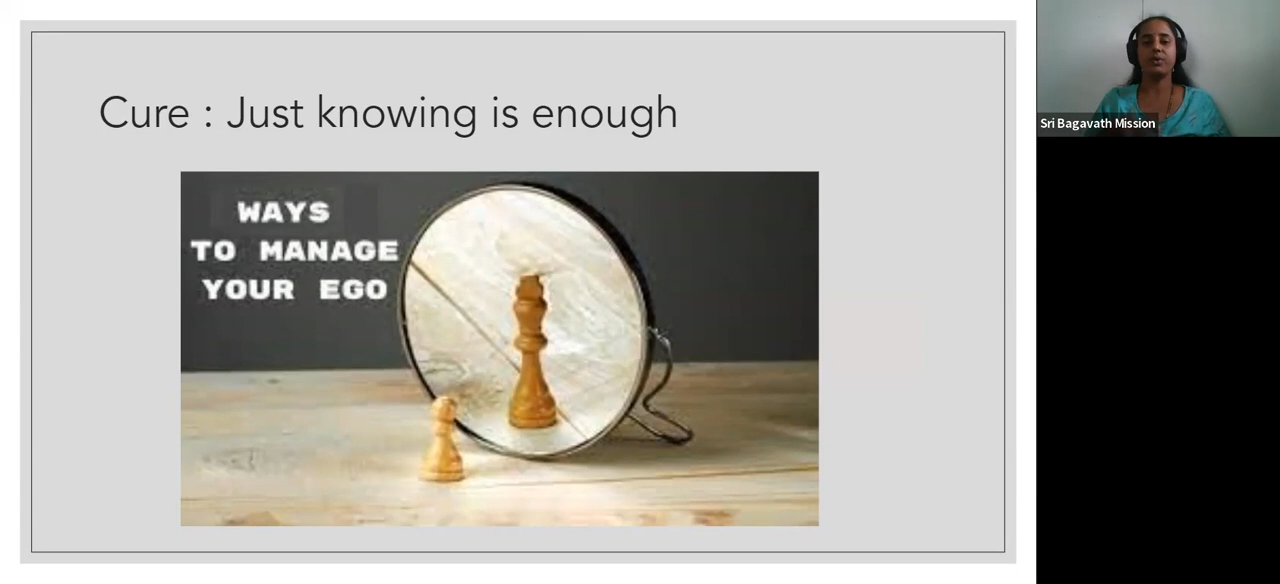 Cure : Just knowing is enough
WAYS
TO MANAGE
YOUR EGO
Sri Bagavath Mission